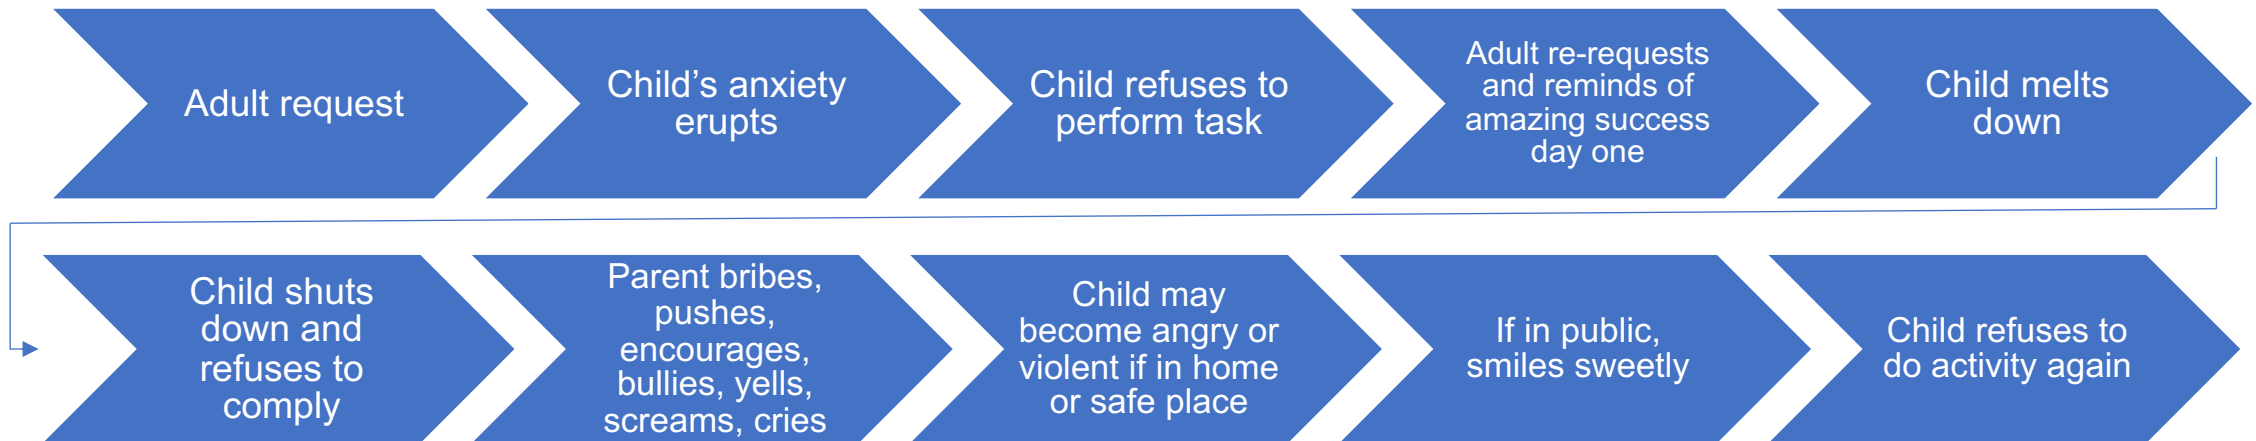 Adult request
Child’s anxiety
erupts
Child refuses to
perform task
Adult re-requests
and reminds of
amazing success
day one
Child melts
down
Child shuts
down and
refuses to
comply
Parent bribes,
pushes,
encourages,
bullies, yells,
screams, cries
Child may
become angry or
violent if in home
or safe place
If in public,
smiles sweetly
Child refuses to
do activity again